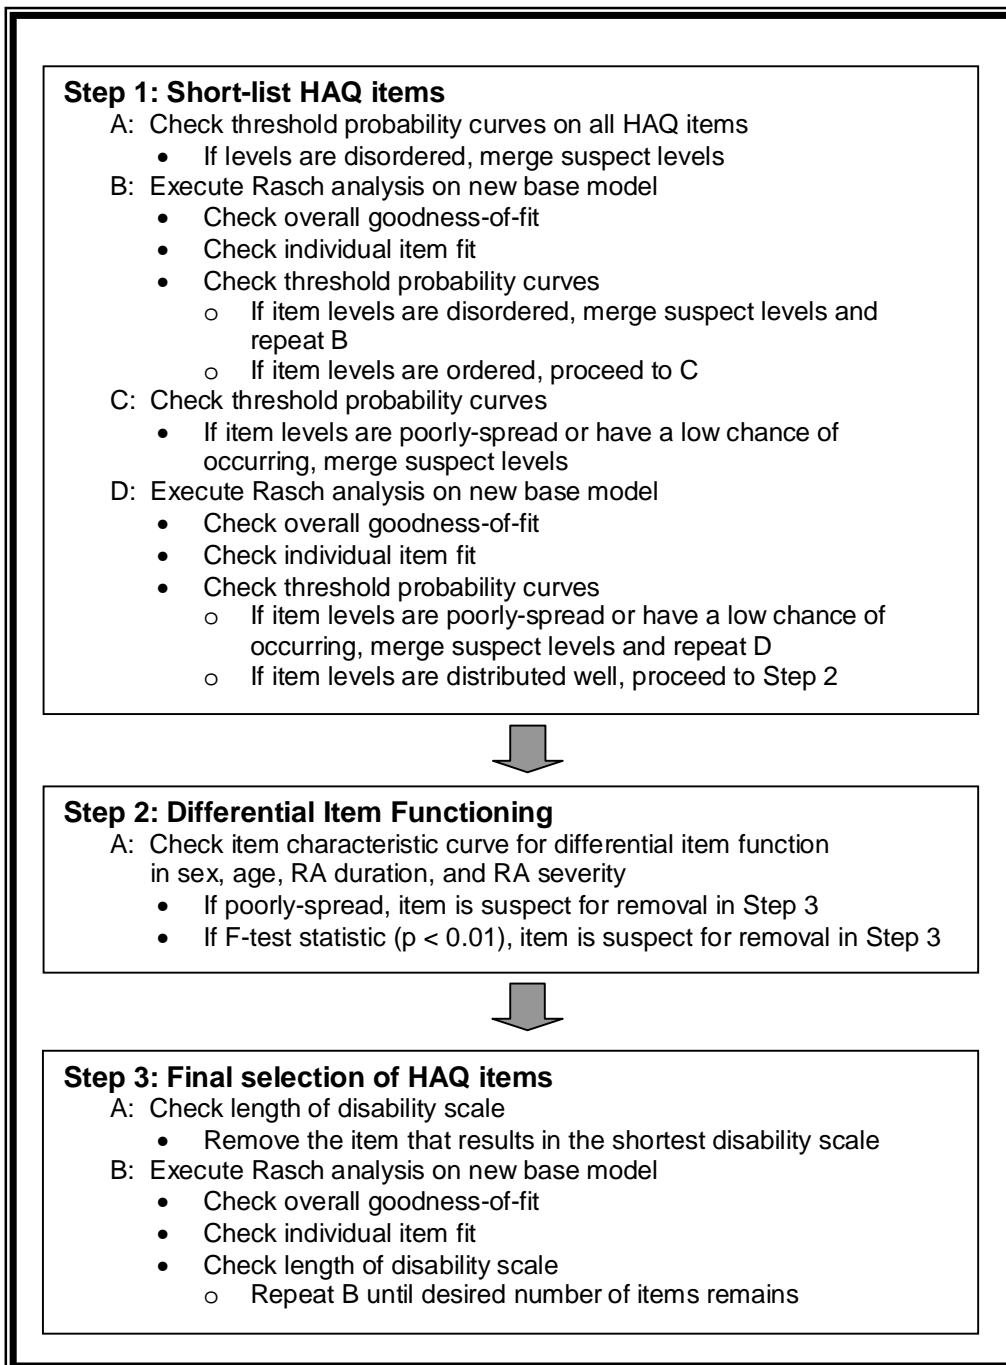 Step 1: Short-list HAQ items
A: Check threshold probability curves on all HAQ items
• If levels are disordered, merge suspect levels
B: Execute Rasch analysis on new base model
• Check overall goodness-of-fit
• Check individual item fit
• Check threshold probability curves
o If item levels are disordered, merge suspect levels and
repeat B
o If item levels are ordered, proceed to C
C: Check threshold probability curves
• If item levels are poorly-spread or have a low chance of
occurring, merge suspect levels
D: Execute Rasch analysis on new base model
• Check overall goodness-of-fit
• Check individual item fit
• Check threshold probability curves
o If item levels are poorly-spread or have a low chance of
occurring, merge suspect levels and repeat D
o If item levels are distributed well, proceed to Step 2
Step 2: Differential Item Functioning
A: Check item characteristic curve for differential item function
in sex, age, RA duration, and RA severity
• If poorly-spread, item is suspect for removal in Step 3
• If F-test statistic (p < 0.01), item is suspect for removal in Step 3
Step 3: Final selection of HAQ items
A: Check length of disability scale
• Remove the item that results in the shortest disability scale
B: Execute Rasch analysis on new base model
• Check overall goodness-of-fit
• Check individual item fit
• Check length of disability scale
o Repeat B until desired number of items remains